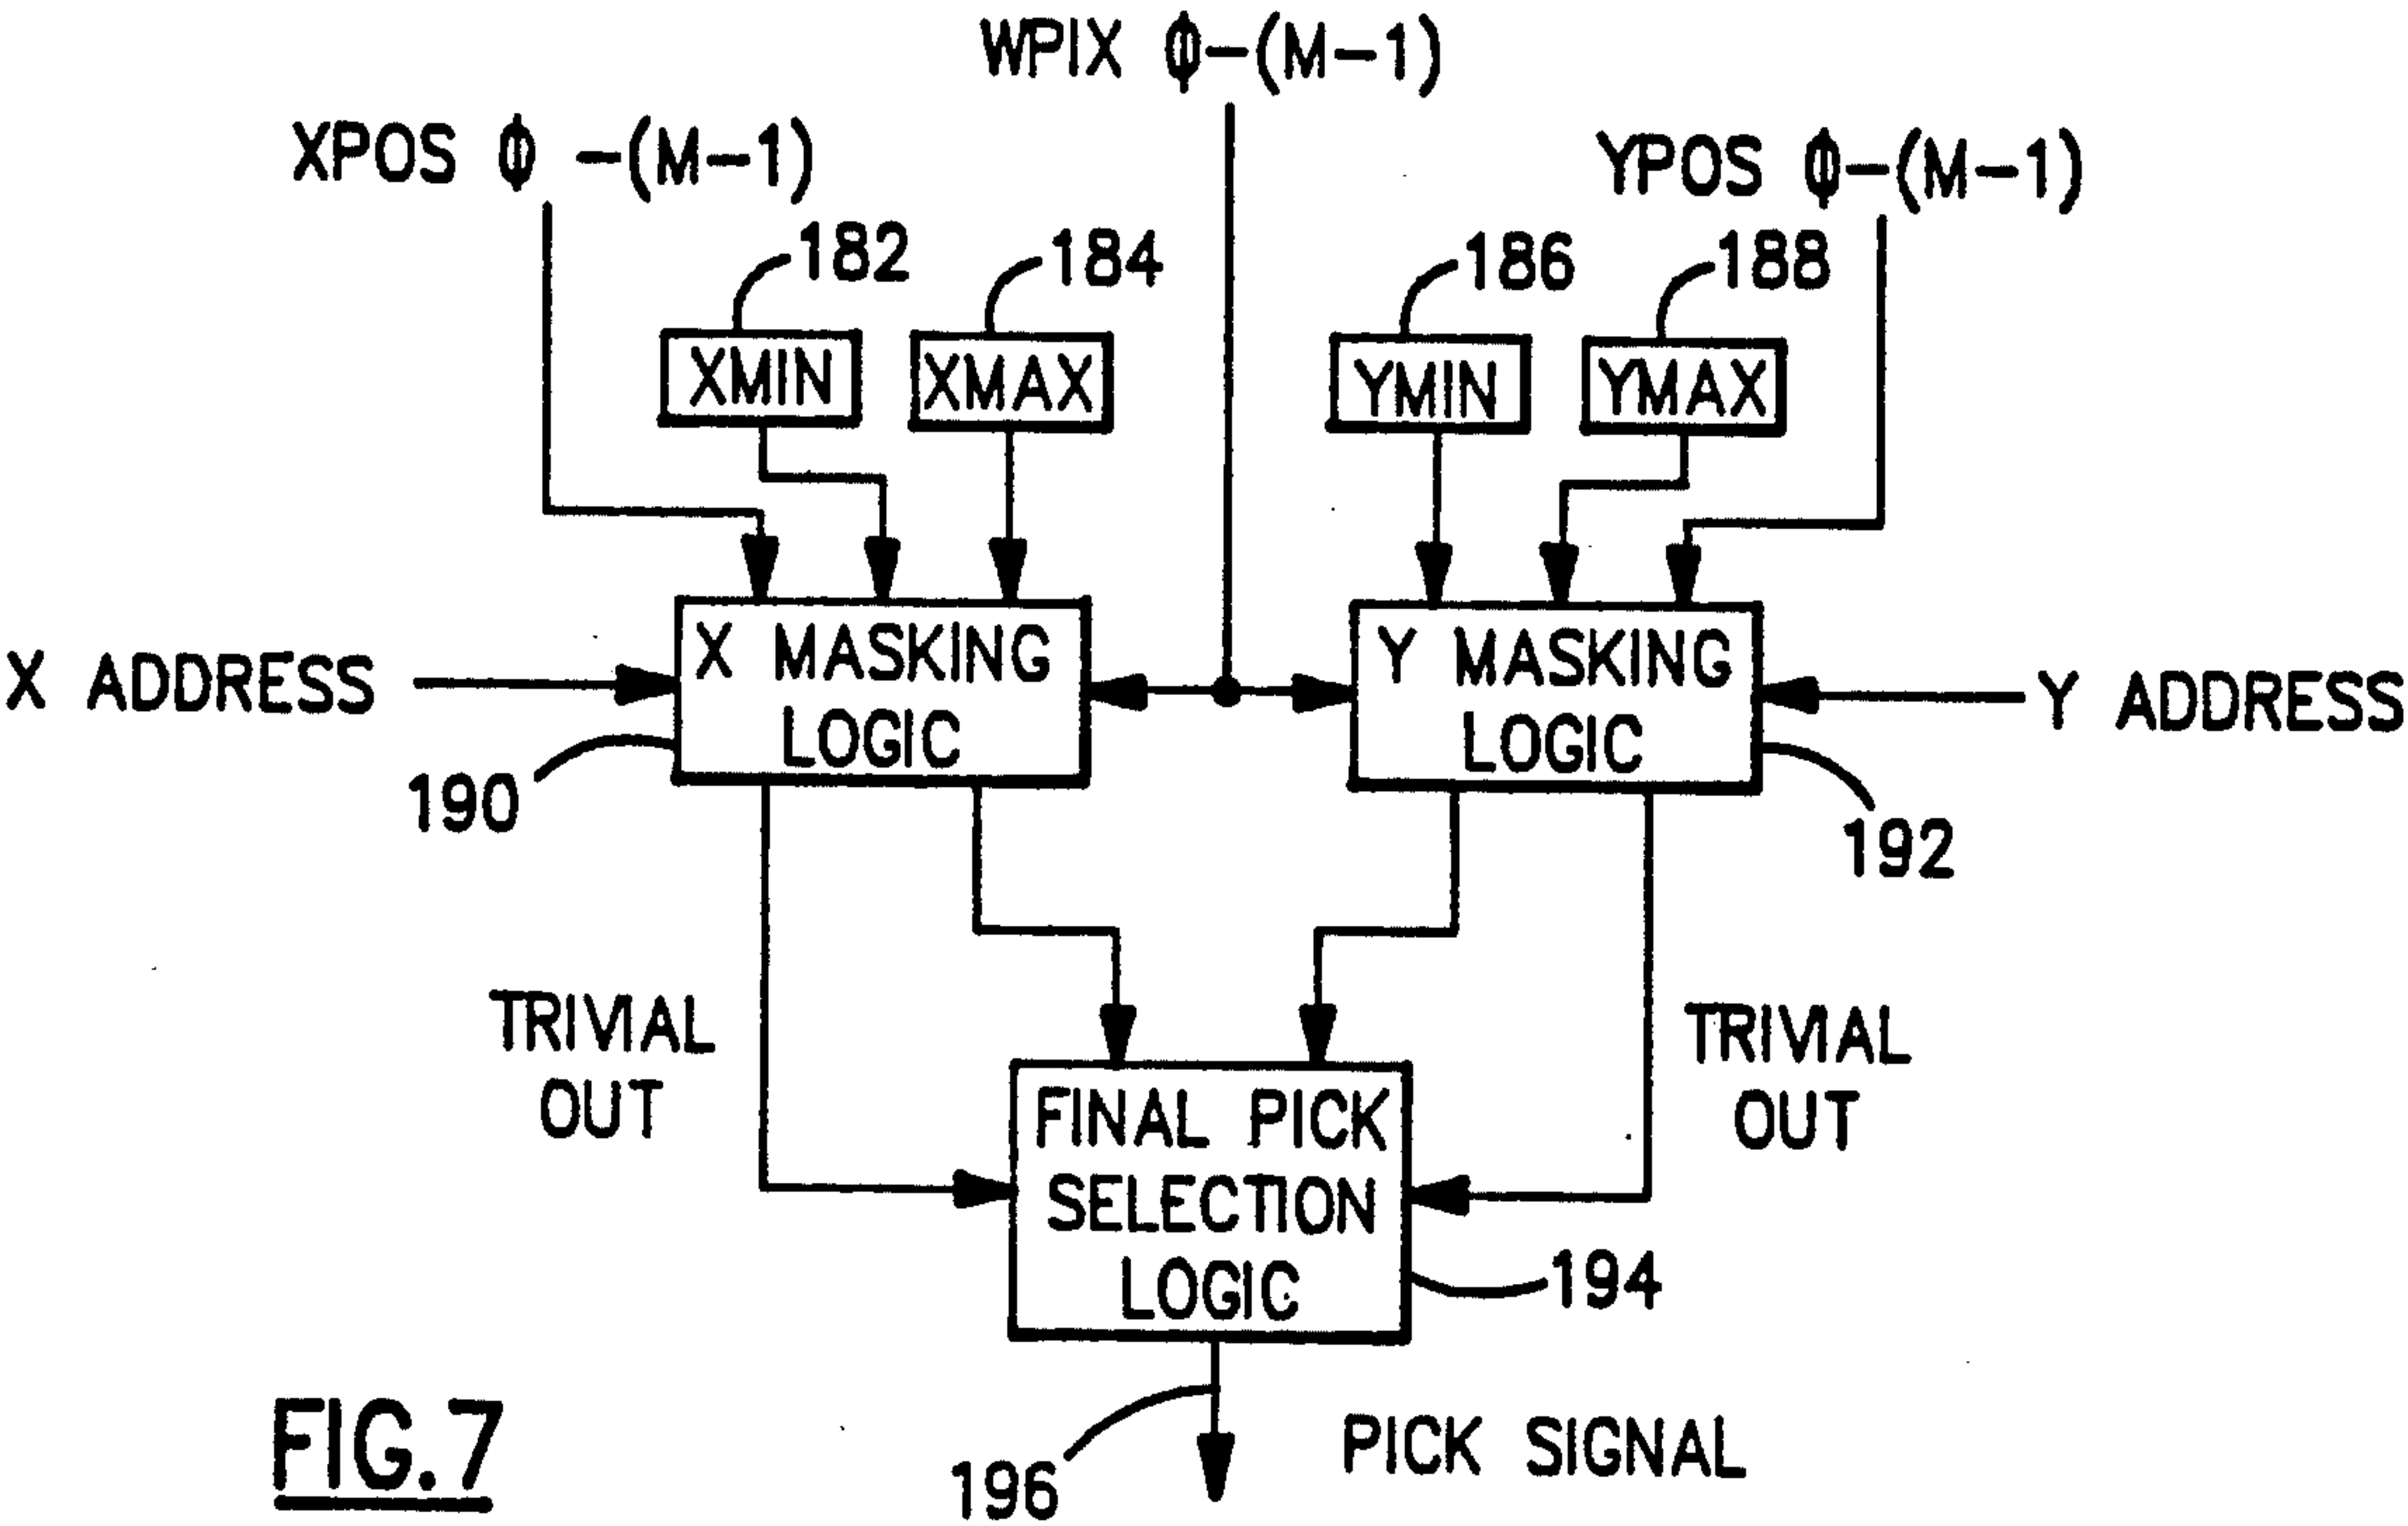 WPIX Φ-(M-1)
XPOS Φ -(M-1)
YPOS Φ-(M-1)
182
184
186
188
XMIN
XMAX
YMIN
YMAX
X ADDRESS
X MASKING
LOGIC
Y MASKING
LOGIC
Y ADDRESS
190
192
TRIVIAL
OUT
TRIVIAL
OUT
FINAL PICK
SELECTION
LOGIC
194
196
PICK SIGNAL
FIG.7